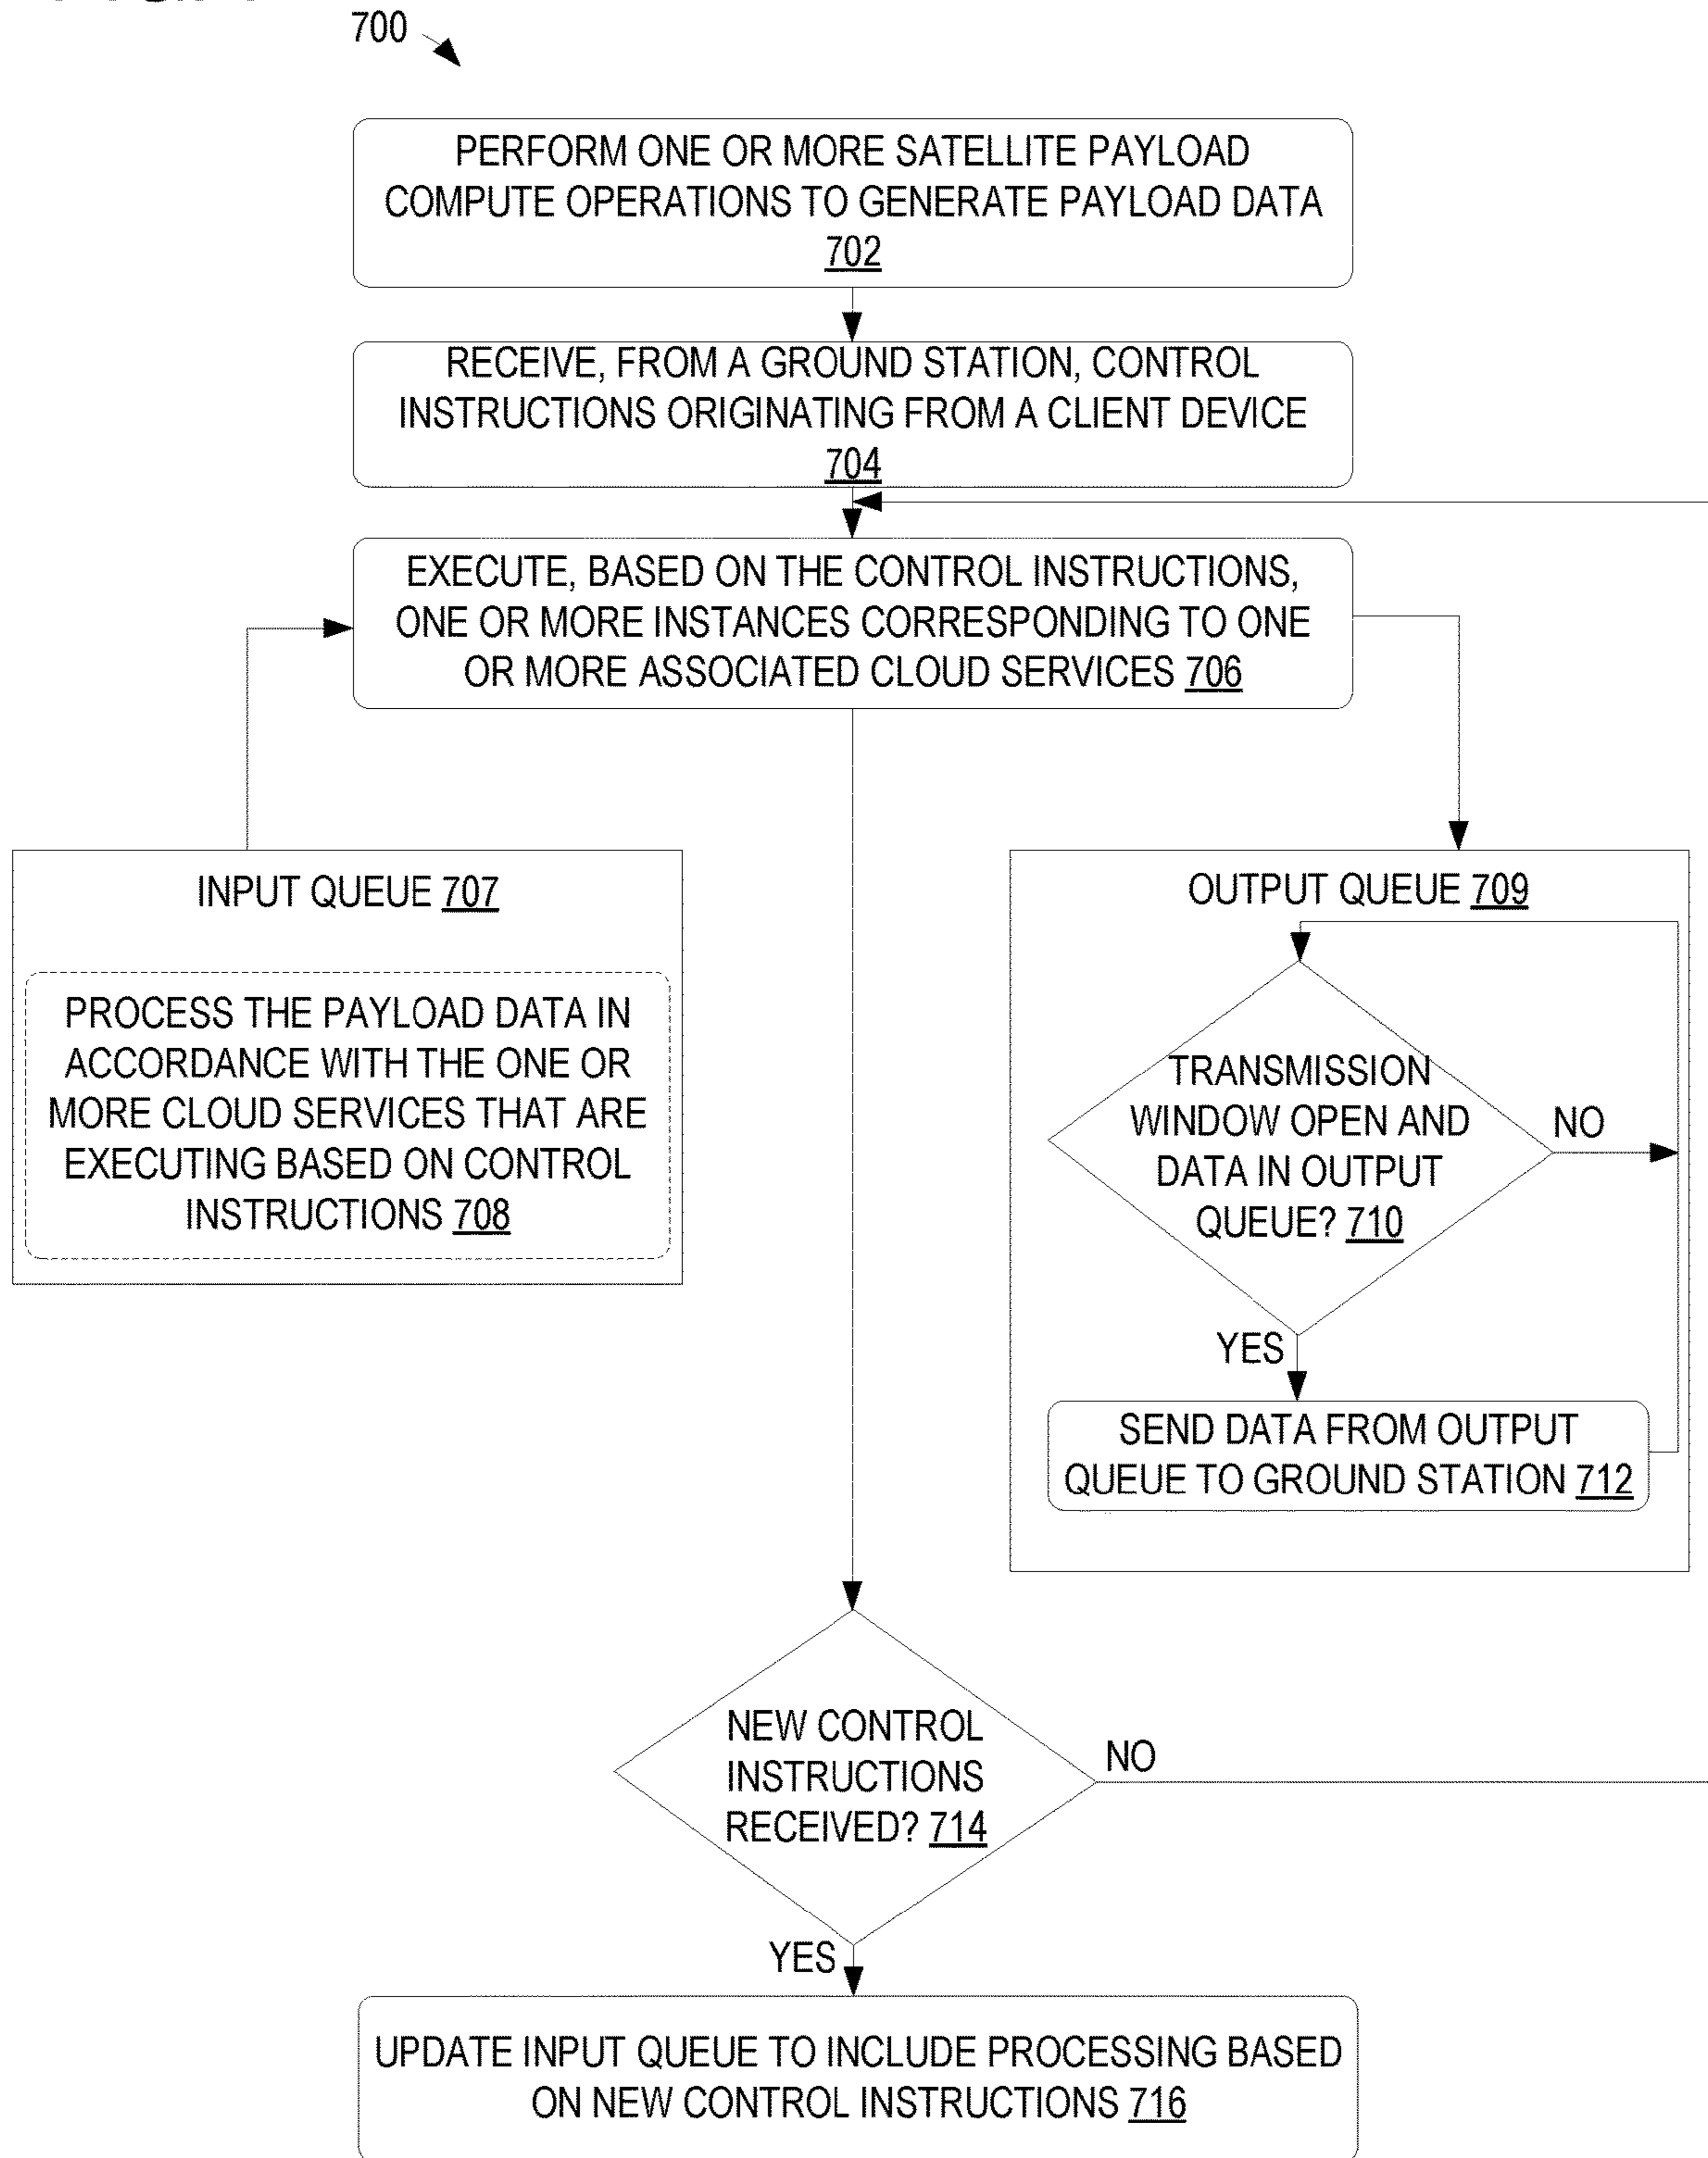 700
PERFORM ONE OR MORE SATELLITE PAYLOAD
COMPUTE OPERATIONS TO GENERATE PAYLOAD DATA
702
RECEIVE, FROM A GROUND STATION, CONTROL
INSTRUCTIONS ORIGINATING FROM A CLIENT DEVICE
704
EXECUTE, BASED ON THE CONTROL INSTRUCTIONS,
ONE OR MORE INSTANCES CORRESPONDING TO ONE
OR MORE ASSOCIATED CLOUD SERVICES 706
INPUT QUEUE 707
PROCESS THE PAYLOAD DATA IN
ACCORDANCE WITH THE ONE OR
MORE CLOUD SERVICES THAT ARE
EXECUTING BASED ON CONTROL
INSTRUCTIONS 708
OUTPUT QUEUE 709
TRANSMISSION
WINDOW OPEN AND
DATA IN OUTPUT
QUEUE? 710
NO
YES
SEND DATA FROM OUTPUT
QUEUE TO GROUND STATION 712
NEW CONTROL
INSTRUCTIONS
RECEIVED? 714
NO
YES
UPDATE INPUT QUEUE TO INCLUDE PROCESSING BASED
ON NEW CONTROL INSTRUCTIONS 716